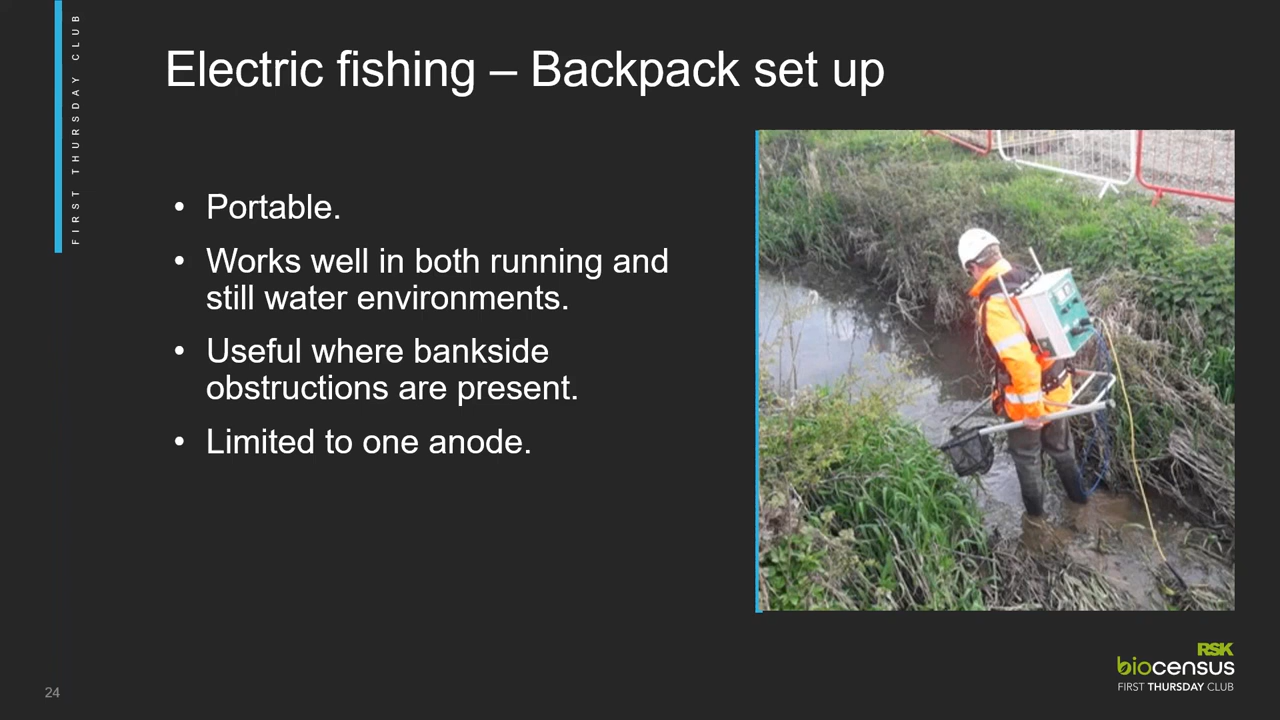 FIRST THURSDAY CLUB
Electric fishing – Backpack set up
• Portable.
• Works well in both running and
still water environments.
• Useful where bankside
obstructions are present.
• Limited to one anode.
RSK
biocensus
FIRST THURSDAY CLUB
24